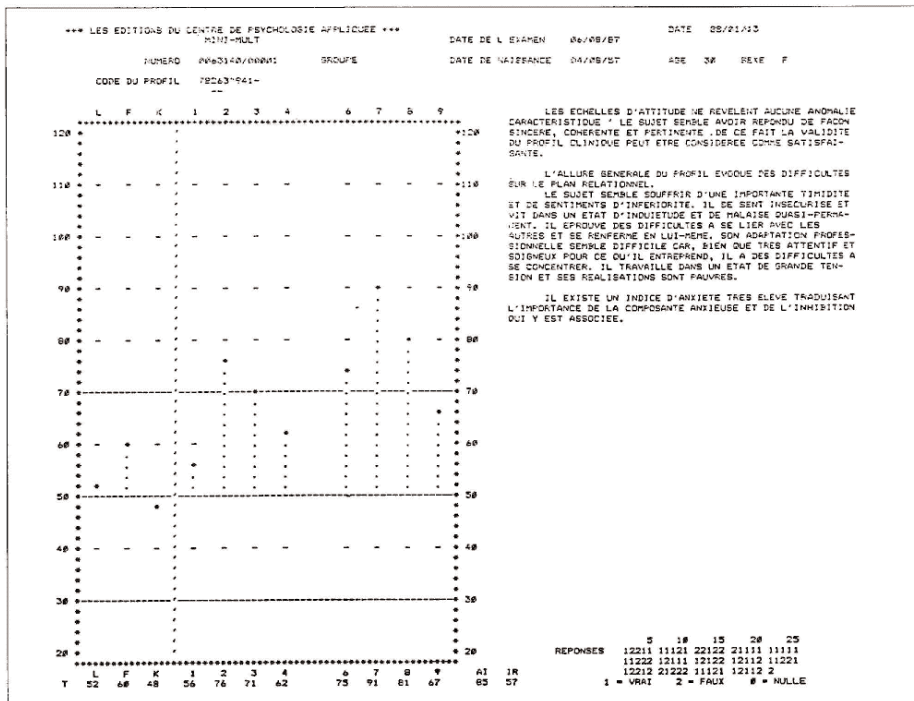 *** LES EDITIONS DU CENTRE DE PSYCHOLOGIE APPLIQUEE ***
MINI-MULT
DATE DE L EXAMEN 06/08/87
DATE 28/01/13
NUMERO 0063140/00001 GROUPE
DATE DE NAISSANCE 04/08/57 AGE 30 SEXE F
CODE DU PROFIL
L F K 1 2 3 4 6 7 8 9
120 120
110 110
100 100
90 90
80 80
70 70
60 60
50 50
40 40
30 30
20 20
L F K 1 2 3 4 6 7 8 9 AI IR
T 52 60 48 56 76 71 62 75 91 81 67 85 57
LES ECHELLES D'ATTITUDE NE REVELENT AUCUNE ANOMALIE
CARACTERISTIQUE ' LE SUJET SEMBLE AVOIR REPONDU DE FACON
SINCERE, COHERENTE ET PERTINENTE .DE CE FAIT LA VALIDITE
DU PROFIL CLINIQUE PEUT ETRE CONSIDEREE COMME SATISFAI-
SANTE.
L'ALLURE GENERALE DU PROFIL EVOQUE DES DIFFICULTES
SUR LE PLAN RELATIONNEL.
LE SUJET SEMBLE SOUFFRIR D'UNE IMPORTANTE TIMIDITE
ET DE SENTIMENTS D'INFERIORITE. IL SE SENT INSECURISE ET
VIT DANS UN ETAT D'INQUIETUDE ET DE MALAISE QUASI-PERMA-
NENT. IL EPROUVE DES DIFFICULTES A SE LIER AVEC LES
AUTRES ET SE RENFERME EN LUI-MEME. SON ADAPTATION PROFES-
SIONNELLE SEMBLE DIFFICILE CAR, BIEN QUE TRES ATTENTIF ET
SOIGNEUX POUR CE QU'IL ENTREPREND, IL A DES DIFFICULTES A
SE CONCENTRER. IL TRAVAILLE DANS UN ETAT DE GRANDE TEN-
SION ET SES REALISATIONS SONT PAUVRES.
IL EXISTE UN INDICE D'ANXIETE TRES ELEVE TRADUISANT
L'IMPORTANCE DE LA COMPOSANTE ANXIEUSE ET DE L'INHIBITION
QUI Y EST ASSOCIEE.
5 10 15 20 25
REPONSES 12211 11121 22122 21111 11111
11222 12111 12122 12112 11221
12212 21222 11121 12112 2
1 = VRAI 2 = FAUX 0 = NULLE